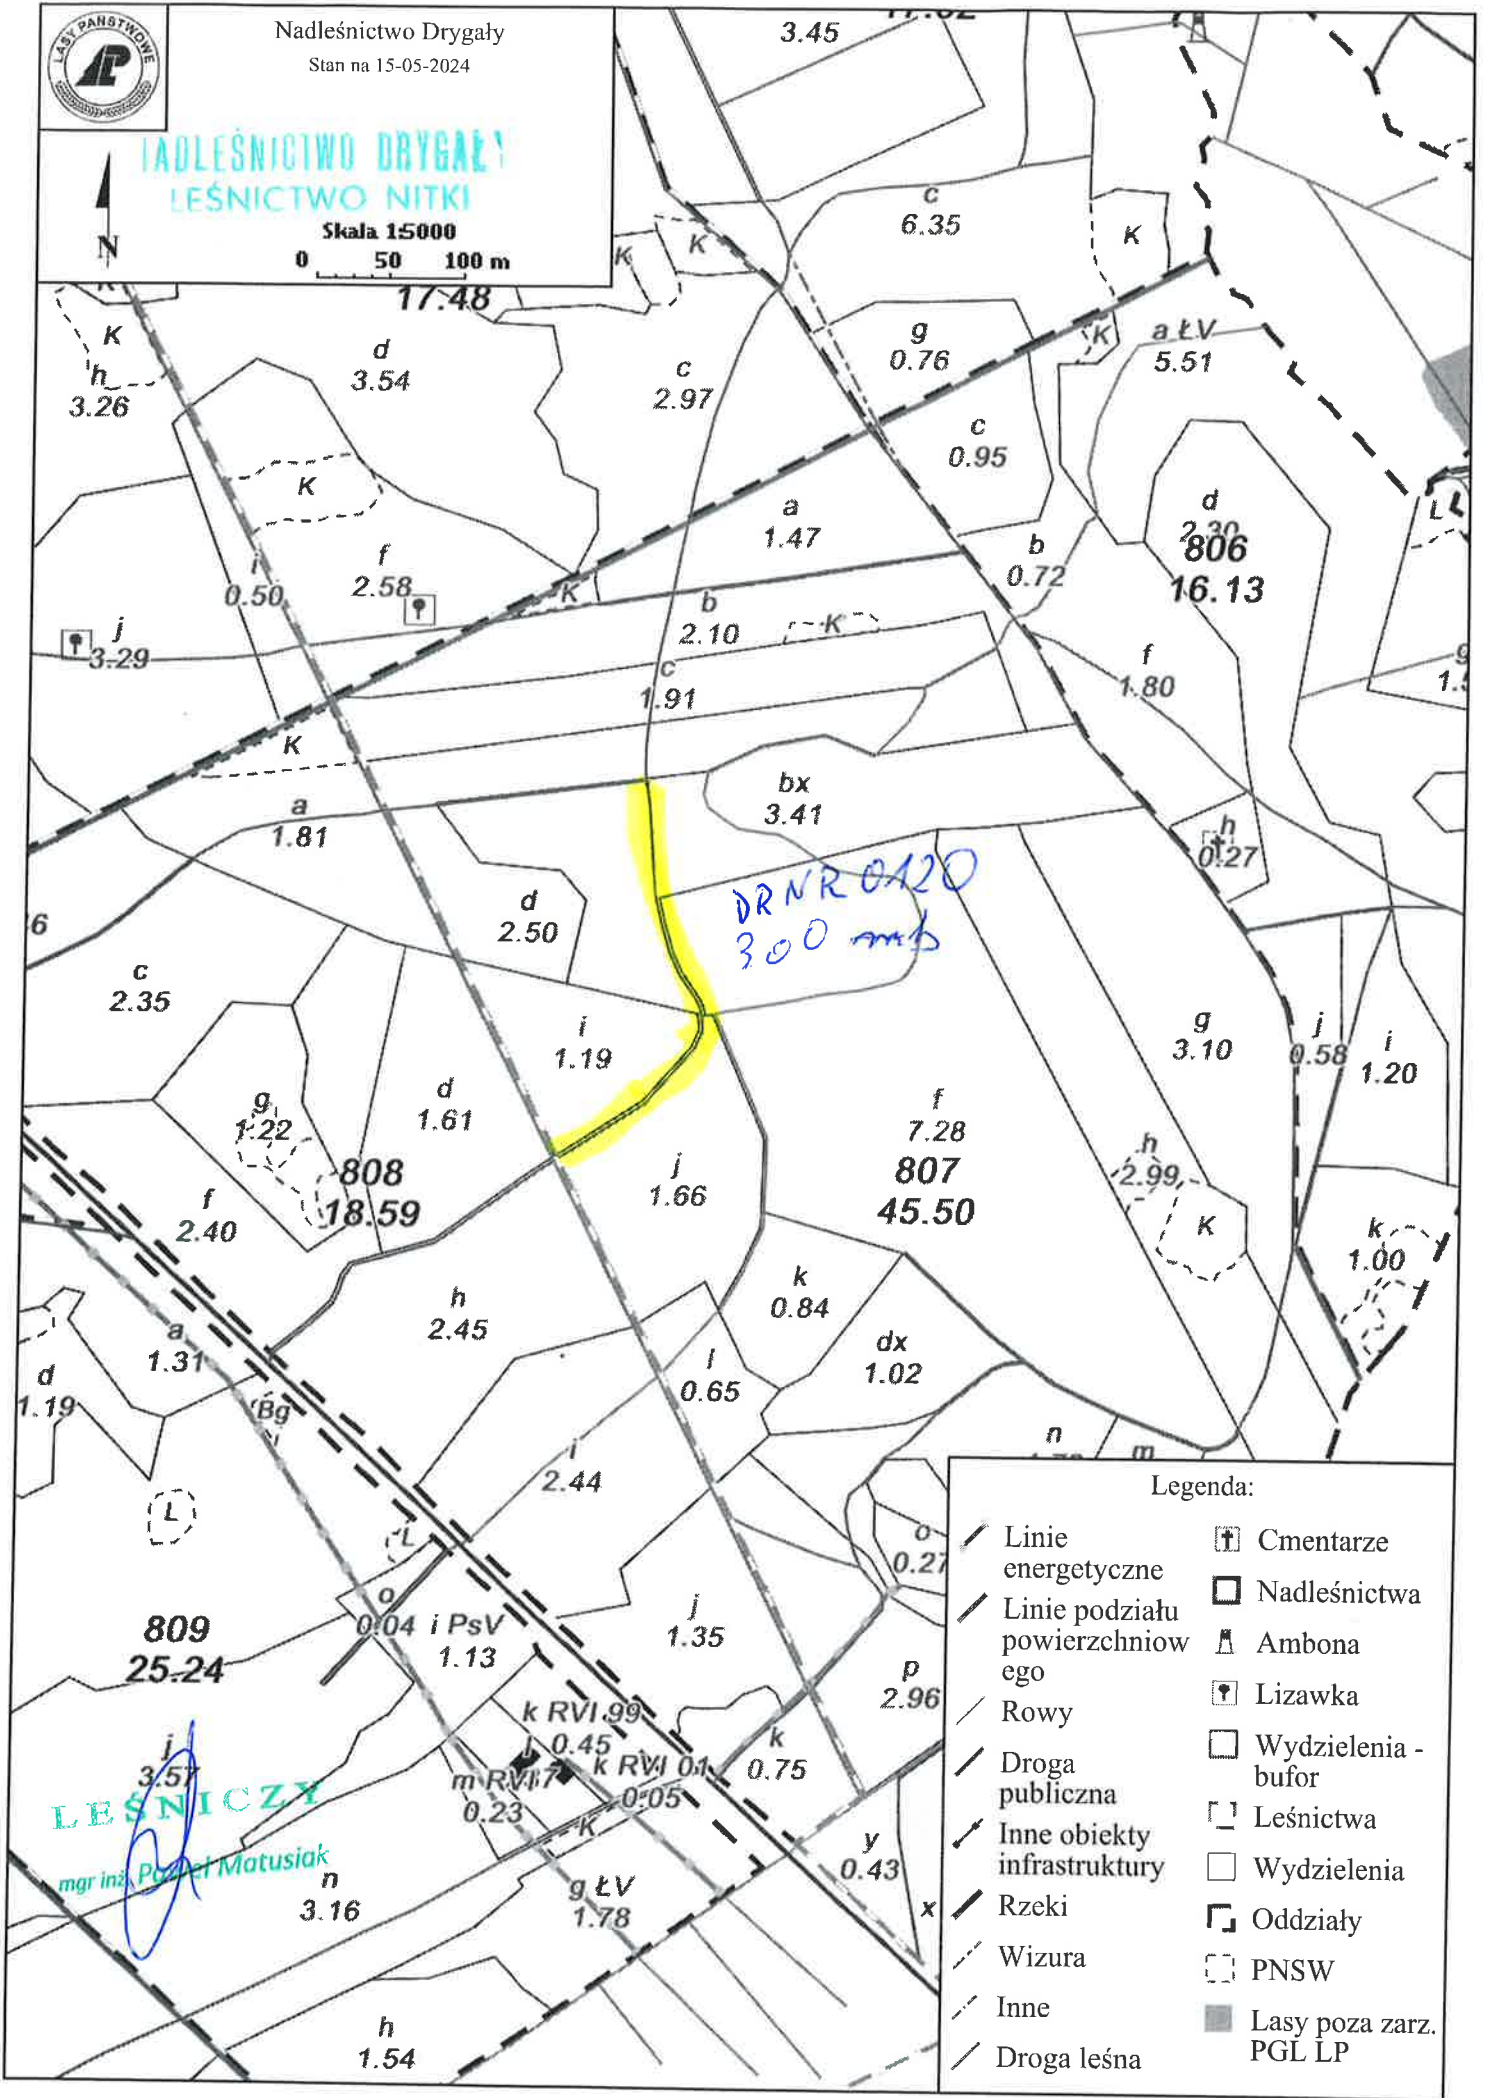 LASY PAŃSTWOWE
Nadleśnictwo Drygały
Stan na 15-05-2024
NADLEŚNICTWO DRYGAŁY
LEŚNICTWO NITKI
Skala 1:5000
0 50 100 m
N
3.45
17.48
c
6.35
K
K
K
K
h
3.26
d
3.54
c
2.97
g
0.76
K
a ŁV
5.51
c
0.95
K
a
1.47
d
2.30
806
16.13
L
i
0.50
f
2.58
K
b
0.72
j
3.29
b
2.10
K
c
1.91
f
1.80
g
K
a
1.81
bx
3.41
h
0.27
d
2.50
DR NR 0120
300 mb
6
c
2.35
i
1.19
g
3.10
j
0.58
i
1.20
g
1.22
d
1.61
f
7.28
807
45.50
h
2.99
K
808
18.59
j
1.66
f
2.40
k
1.00
h
2.45
k
0.84
a
1.31
dx
1.02
d
1.19
l
0.65
Bg
n
m
i
2.44
L
L
o
0.27
o
0.04
i PsV
1.13
j
1.35
809
25.24
p
2.96
k RVI 99
0.45
k
0.75
j
3.57
k RVI 01
0.05
m RVI
0.23
K
LEŚNICZY
mgr inż. Paweł Matusiak
y
0.43
n
3.16
g ŁV
1.78
x
h
1.54
Legenda:
Linie
energetyczne
Linie podziału
powierzchniow
ego
Rowy
Droga
publiczna
Inne obiekty
infrastruktury
Rzeki
Wizura
Inne
Droga leśna
Cmentarze
Nadleśnictwa
Ambona
Lizawka
Wydzielenia -
bufor
Leśnictwa
Wydzielenia
Oddziały
PNSW
Lasy poza zarz.
PGL LP